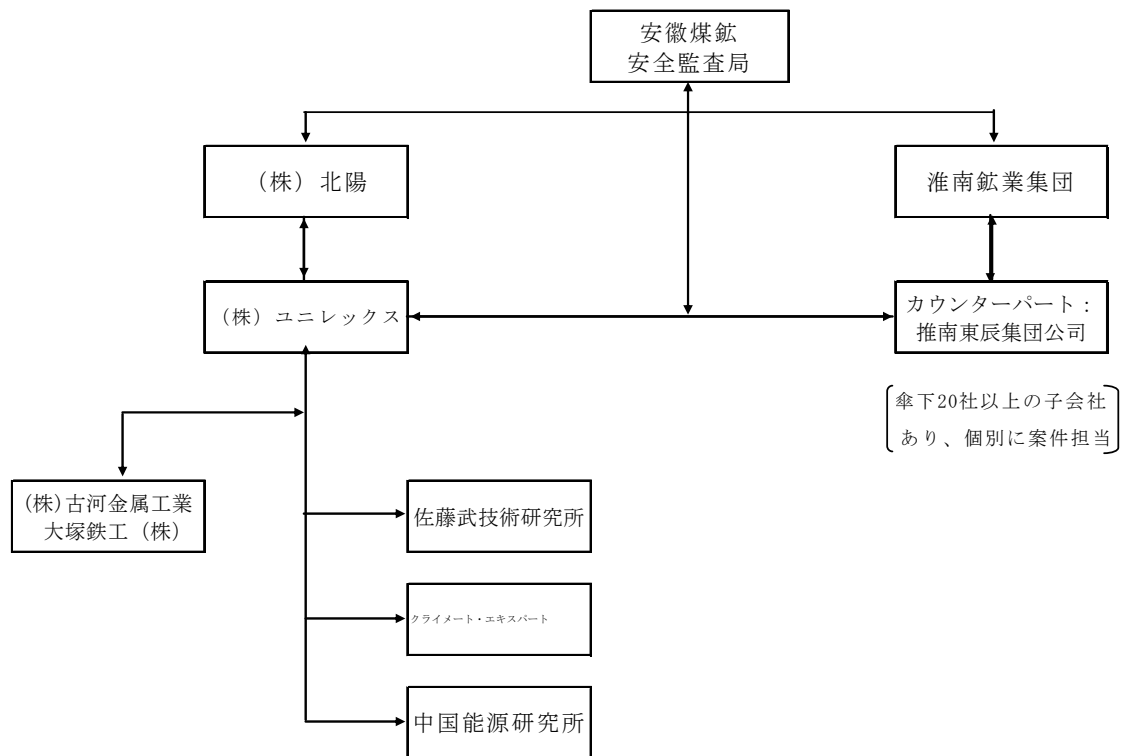 安徽煤鉱
安全監査局
(株)北陽
淮南鉱業集団
(株)ユニレックス
カウンターパート:
推南東辰集団公司
傘下20社以上の子会社
あり、個別に案件担当
(株)古河金属工業
大塚鉄工(株)
佐藤武技術研究所
クライメート・エキスパート
中国能源研究所